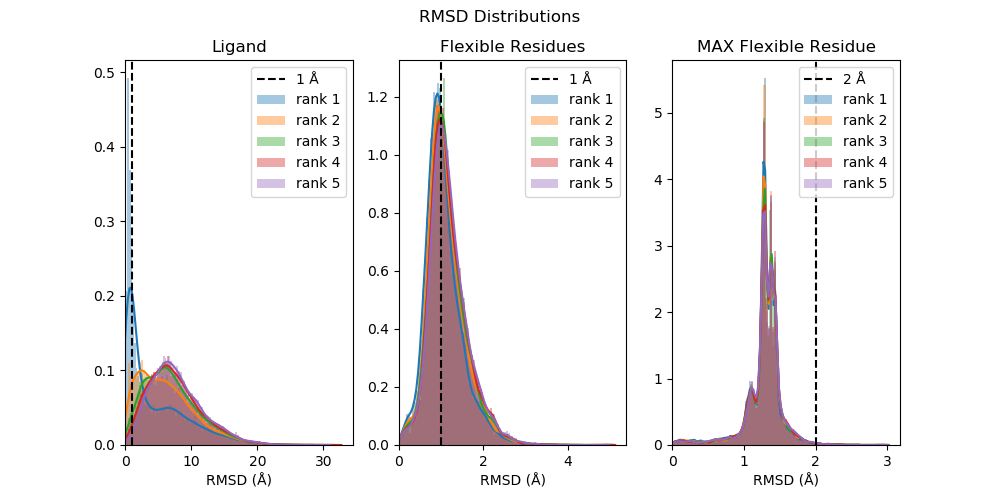 RMSD Distributions
Ligand
0.5
0.4
0.3
0.2
0.1
0.0
0
10
20
30
RMSD (Å)
1 Å
rank 1
rank 2
rank 3
rank 4
rank 5
Flexible Residues
1.2
1.0
0.8
0.6
0.4
0.2
0.0
0
2
4
RMSD (Å)
1 Å
rank 1
rank 2
rank 3
rank 4
rank 5
MAX Flexible Residue
5
4
3
2
1
0
0
1
2
3
RMSD (Å)
2 Å
rank 1
rank 2
rank 3
rank 4
rank 5